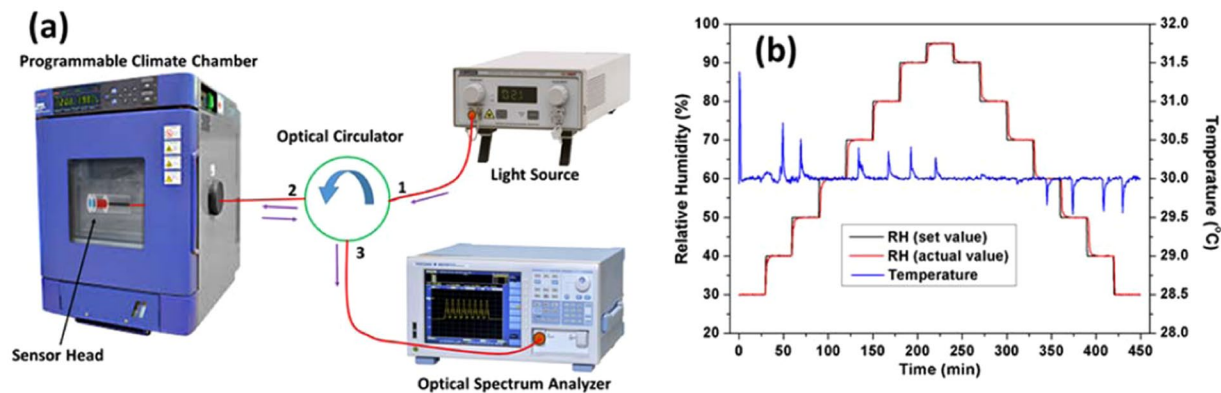 (a)
Programmable Climate Chamber
Optical Circulator
Light Source
1
2
3
Sensor Head
Optical Spectrum Analyzer
(b)
Relative Humidity (%)
100
90
80
70
60
50
40
30
20
Temperature (°C)
32.0
31.5
31.0
30.5
30.0
29.5
29.0
28.5
28.0
RH (set value)
RH (actual value)
Temperature
0 50 100 150 200 250 300 350 400 450
Time (min)